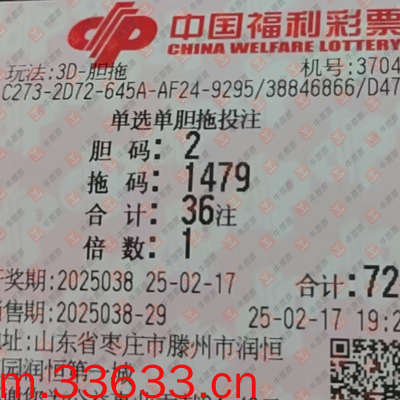 中国福利彩票
CHINA WELFARE LOTTERY
玩法:3D-胆拖 机号:3704
C273-2D72-645A-AF24-9295/38846866/D47
单选单胆拖投注
胆码:2
拖码:1479
合计:36注
倍数:1
奖期:2025038 25-02-17 合计:72
售期:2025038-29 25-02-17 19:2
地址:山东省枣庄市滕州市润恒
园润恒第一城
m.33633.cn